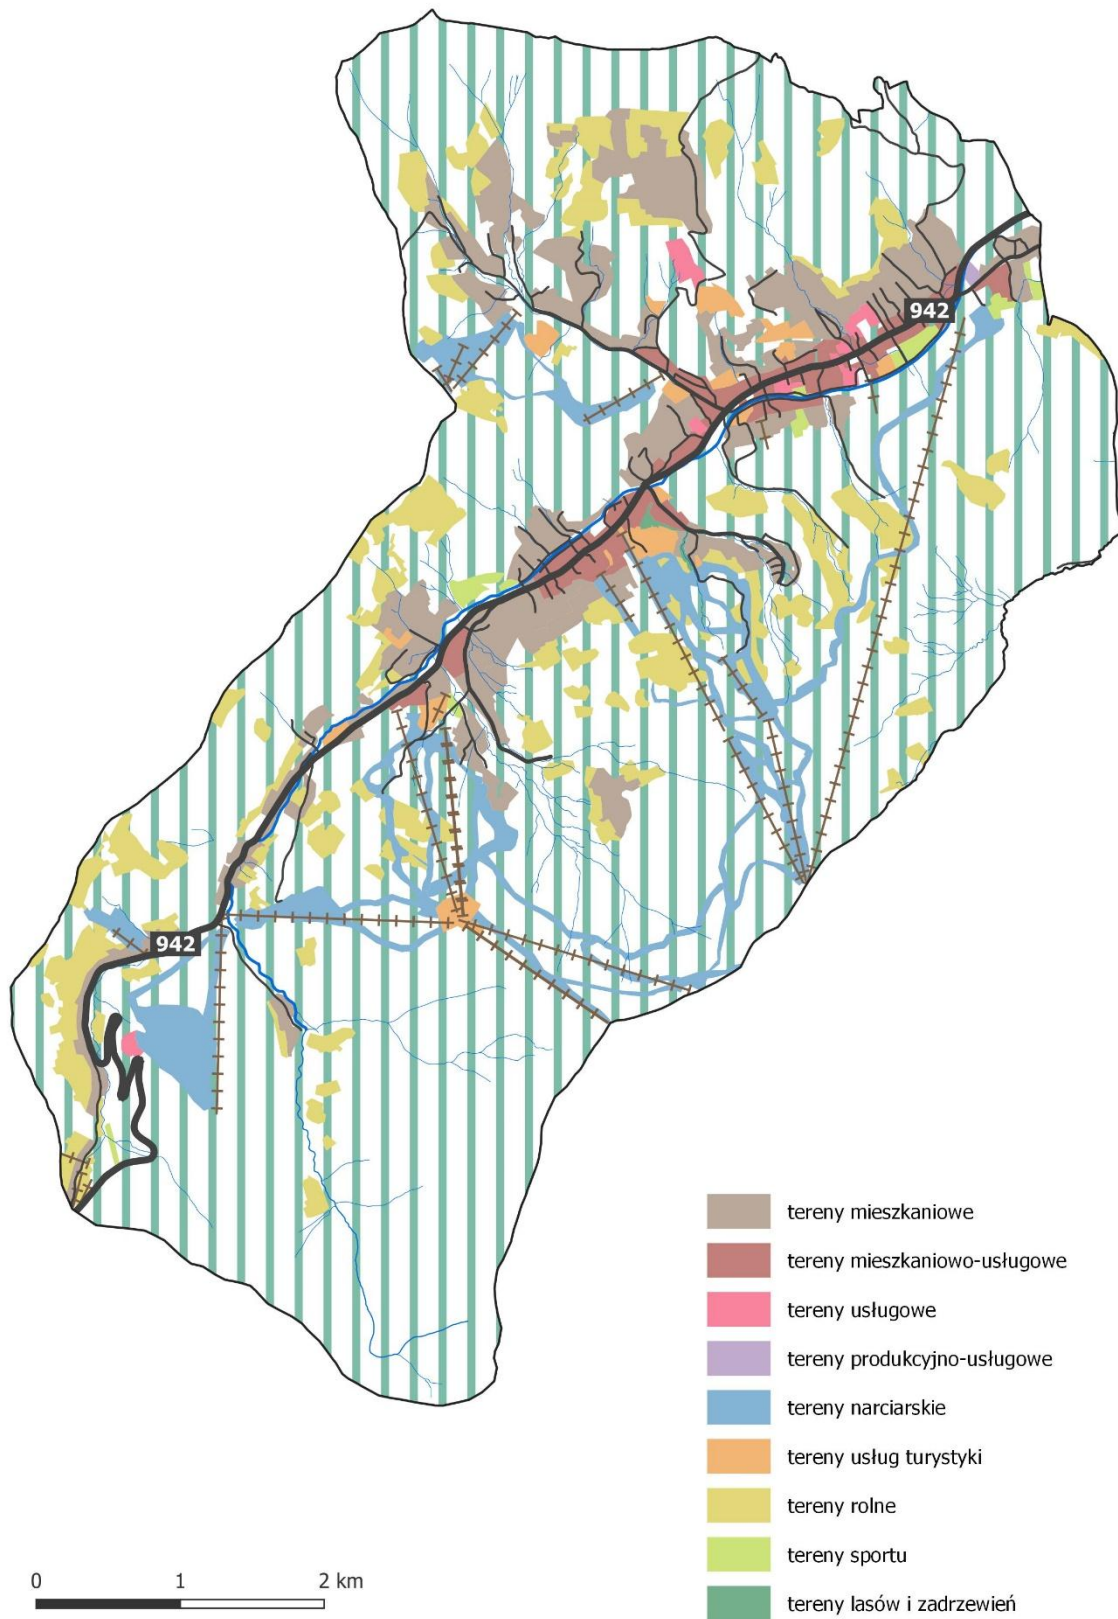 942
942
tereny mieszkaniowe
tereny mieszkaniowo-usługowe
tereny usługowe
tereny produkcyjno-usługowe
tereny narciarskie
tereny usług turystyki
tereny rolne
tereny sportu
tereny lasów i zadrzewień
0 1 2 km